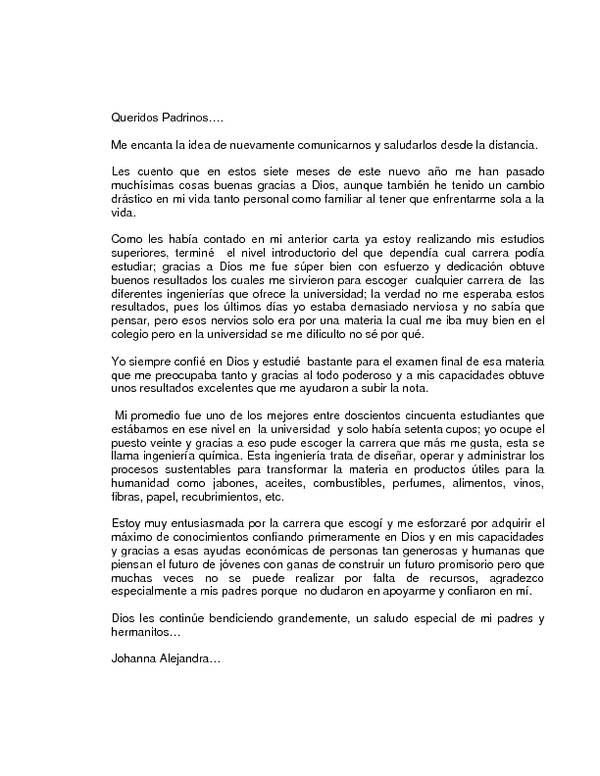 Queridos Padrinos….
Me encanta la idea de nuevamente comunicarnos y saludarlos desde la distancia.
Les cuento que en estos siete meses de este nuevo año me han pasado
muchísimas cosas buenas gracias a Dios, aunque también he tenido un cambio
drástico en mi vida tanto personal como familiar al tener que enfrentarme sola a la
vida.
Como les había contado en mi anterior carta ya estoy realizando mis estudios
superiores, terminé el nivel introductorio del que dependía cual carrera podía
estudiar; gracias a Dios me fue súper bien con esfuerzo y dedicación obtuve
buenos resultados los cuales me sirvieron para escoger cualquier carrera de las
diferentes ingenierías que ofrece la universidad; la verdad no me esperaba estos
resultados, pues los últimos días yo estaba demasiado nerviosa y no sabía que
pensar, pero esos nervios solo era por una materia la cual me iba muy bien en el
colegio pero en la universidad se me dificulto no sé por qué.
Yo siempre confié en Dios y estudié bastante para el examen final de esa materia
que me preocupaba tanto y gracias al todo poderoso y a mis capacidades obtuve
unos resultados excelentes que me ayudaron a subir la nota.
Mi promedio fue uno de los mejores entre doscientos cincuenta estudiantes que
estábamos en ese nivel en la universidad y solo había setenta cupos; yo ocupe el
puesto veinte y gracias a eso pude escoger la carrera que más me gusta, esta se
llama ingeniería química. Esta ingeniería trata de diseñar, operar y administrar los
procesos sustentables para transformar la materia en productos útiles para la
humanidad como jabones, aceites, combustibles, perfumes, alimentos, vinos,
fibras, papel, recubrimientos, etc.
Estoy muy entusiasmada por la carrera que escogí y me esforzaré por adquirir el
máximo de conocimientos confiando primeramente en Dios y en mis capacidades
y gracias a esas ayudas económicas de personas tan generosas y humanas que
piensan el futuro de jóvenes con ganas de construir un futuro promisorio pero que
muchas veces no se puede realizar por falta de recursos, agradezco
especialmente a mis padres porque no dudaron en apoyarme y confiaron en mí.
Dios les continúe bendiciendo grandemente, un saludo especial de mi padres y
hermanitos…
Johanna Alejandra…